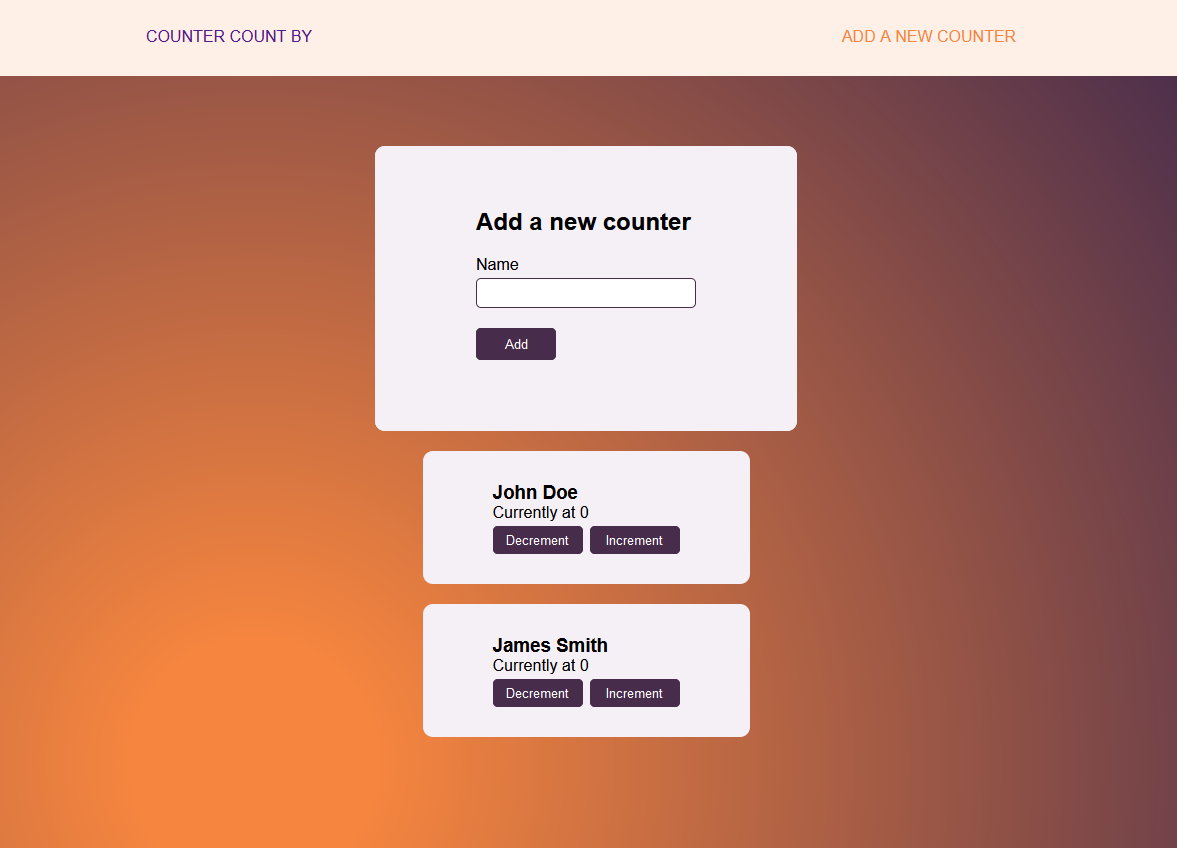 COUNTER COUNT BY
ADD A NEW COUNTER
Add a new counter
Name
Add
John Doe
Currently at 0
Decrement Increment
James Smith
Currently at 0
Decrement Increment